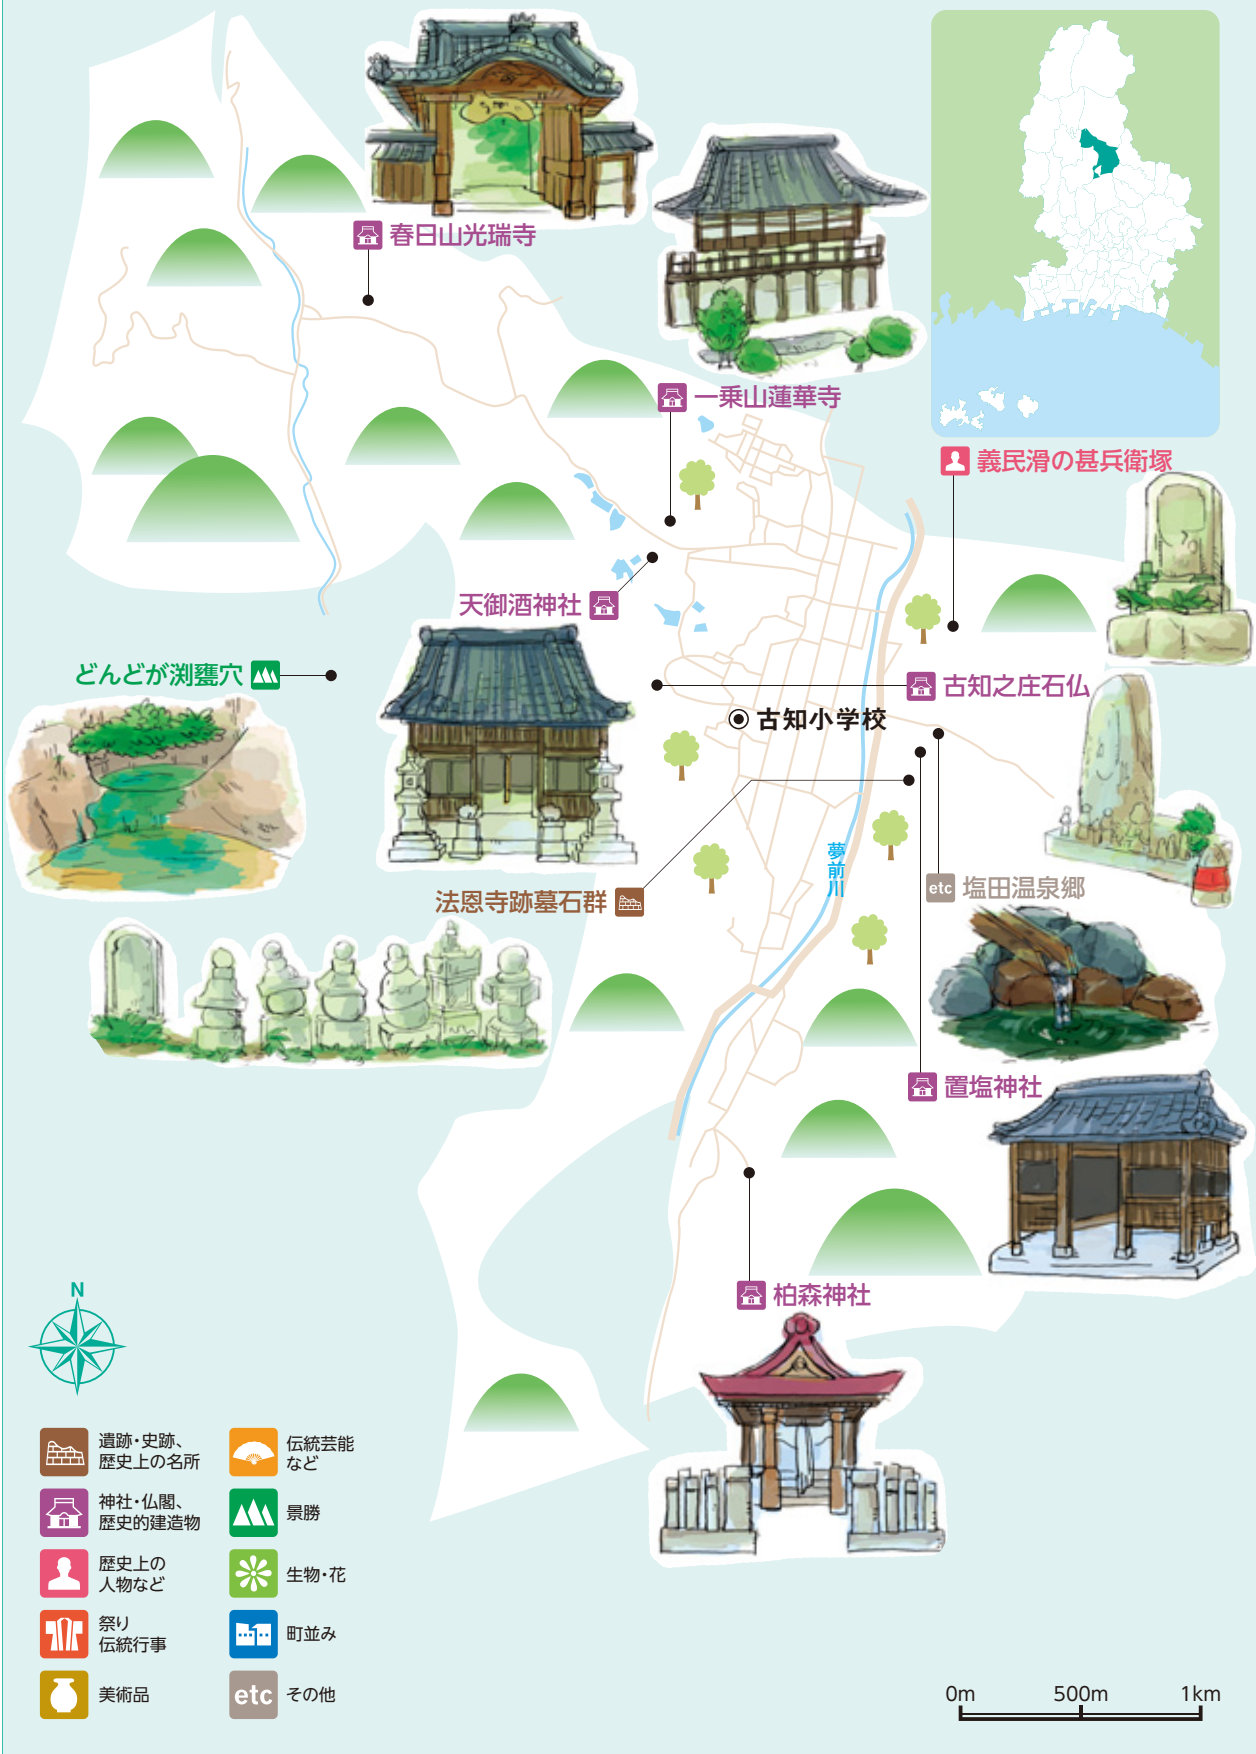 春日山光瑞寺
一乗山蓮華寺
義民滑の甚兵衛塚
天御酒神社
どんどが渕甌穴
古知之庄石仏
古知小学校
夢前川
etc 塩田温泉郷
法恩寺跡墓石群
置塩神社
柏森神社
N
遺跡・史跡、
歴史上の名所
神社・仏閣、
歴史的建造物
歴史上の
人物など
祭り
伝統行事
美術品
伝統芸能
など
景勝
生物・花
町並み
etc その他
0m 500m 1km